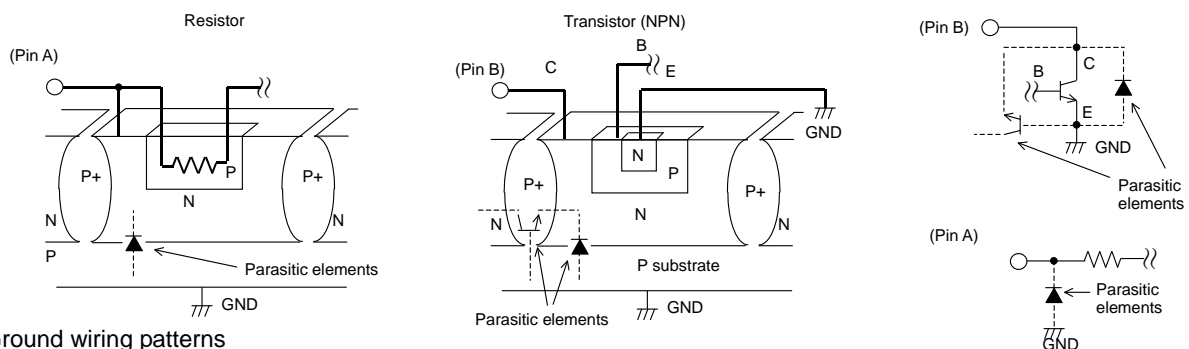 Resistor
(Pin A)
P
P+
P+
N
N
N
P
Parasitic elements
GND
Transistor (NPN)
B
(Pin B)
C
E
GND
N
P
P+
P+
N
N
N
P substrate
GND
Parasitic elements
(Pin B)
C
B
E
GND
Parasitic
elements
(Pin A)
Parasitic
elements
GND
Ground wiring patterns